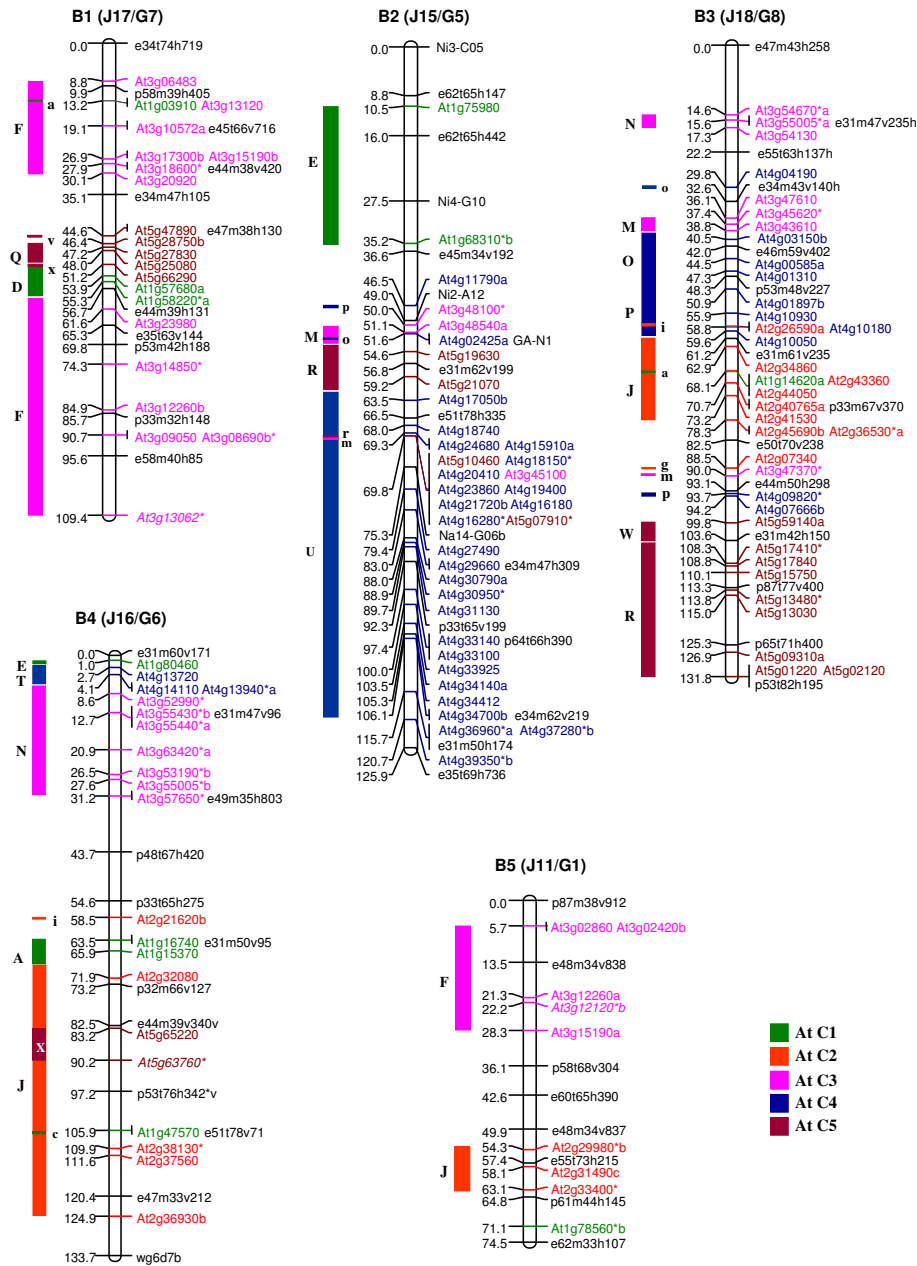 B1 (J17/G7)
0.0 e34t74h719
8.8 At3g06483
9.9 p58m39h405
a 13.2 At1g03910 At3g13120
F
19.1 At3g10572a e45t66v716
26.9 At3g17300b At3g15190b
27.9 At3g18600* e44m38v420
30.1 At3g20920
35.1 e34m47h105
44.6 At5g47890 e47m38h130
v 46.4 At5g28750b
Q 47.2 At5g27830
x 48.0 At5g25080
51.2 At5g66290
D 53.9 At1g57680a
55.3 At1g58220*a
56.7 e44m39h131
61.6 At3g23980
65.3 e35t63v144
69.8 p53m42h188
74.3 At3g14850*
F
84.9 At3g12260b
85.7 p33m32h148
90.7 At3g09050 At3g08690b*
95.6 e58m40h85
109.4 At3g13062*
B2 (J15/G5)
0.0 Ni3-C05
8.8 e62t65h147
10.5 At1g75980
16.0 e62t65h442
E
27.5 Ni4-G10
35.2 At1g68310*b
36.6 e45m34v192
46.5 At4g11790a
49.0 Ni2-A12
p 50.0 At3g48100*
51.1 At3g48540a
M o 51.6 At4g02425a GA-N1
54.6 At5g19630
R 56.8 e31m62v199
59.2 At5g21070
63.5 At4g17050b
66.5 e51t78h335
68.0 At4g18740
r
m 69.3 At4g24680 At4g15910a
At5g10460 At4g18150*
At4g20410 At3g45100
69.8 At4g23860 At4g19400
At4g21720b At4g16180
At4g16280* At5g07910*
75.3 Na14-G06b
U 79.4 At4g27490
83.0 At4g29660 e34m47h309
88.0 At4g30790a
88.9 At4g30950*
89.7 At4g31130
92.3 p33t65v199
97.4 At4g33140 p64t66h390
At4g33100
100.0 At4g33925
103.5 At4g34140a
105.3 At4g34412
106.1 At4g34700b e34m62v219
115.7 At4g36960*a At4g37280*b
e31m50h174
120.7 At4g39350*b
125.9 e35t69h736
B3 (J18/G8)
0.0 e47m43h258
14.6 At3g54670*a
N 15.6 At3g55005*a e31m47v235h
17.3 At3g54130
22.2 e55t63h137h
29.8 At4g04190
o 32.6 e34m43v140h
36.1 At3g47610
37.4 At3g45620*
M 38.8 At3g43610
40.5 At4g03150b
42.0 e46m59v402
O 44.5 At4g00585a
47.3 At4g01310
48.3 p53m48v227
50.9 At4g01897b
P 55.9 At4g10930
i 58.8 At2g26590a At4g10180
59.6 At4g10050
61.2 e31m61v235
62.9 At2g34860
a 68.1 At1g14620a At2g43360
J At2g44050
70.7 At2g40765a p33m67v370
73.2 At2g41530
78.3 At2g45690b At2g36530*a
82.5 e50t70v238
88.5 At2g07340
g 90.0 At3g47370*
m 93.1 e44m50h298
p 93.7 At4g09820*
94.2 At4g07666b
99.8 At5g59140a
W 103.6 e31m42h150
108.3 At5g17410*
108.8 At5g17840
110.1 At5g15750
113.3 p87t77v400
113.8 At5g13480*
R 115.0 At5g13030
125.3 p65t71h400
126.9 At5g09310a
131.8 At5g01220 At5g02120
p53t82h195
B4 (J16/G6)
0.0 e31m60v171
E 1.0 At1g80460
T 2.7 At4g13720
4.1 At4g14110 At4g13940*a
8.6 At3g52990*
12.7 At3g55430*b e31m47v96
At3g55440*a
N 20.9 At3g63420*a
26.5 At3g53190*b
27.6 At3g55005*b
31.2 At3g57650* e49m35h803
43.7 p48t67h420
54.6 p33t65h275
i 58.5 At2g21620b
63.5 At1g16740 e31m50v95
A 65.9 At1g15370
71.9 At2g32080
73.2 p32m66v127
82.5 e44m39v340v
83.2 At5g65220
X
90.2 At5g63760*
J
97.2 p53t76h342*v
c 105.9 At1g47570 e51t78v71
109.9 At2g38130*
111.6 At2g37560
120.4 e47m33v212
124.9 At2g36930b
133.7 wg6d7b
B5 (J11/G1)
0.0 p87m38v912
5.7 At3g02860 At3g02420b
13.5 e48m34v838
F
21.3 At3g12260a
22.2 At3g12120*b
28.3 At3g15190a
36.1 p58t68v304
42.6 e60t65h390
49.9 e48m34v837
54.3 At2g29980*b
57.4 e55t73h215
J 58.1 At2g31490c
63.1 At2g33400*
64.8 p61m44h145
71.1 At1g78560*b
74.5 e62m33h107
At C1
At C2
At C3
At C4
At C5